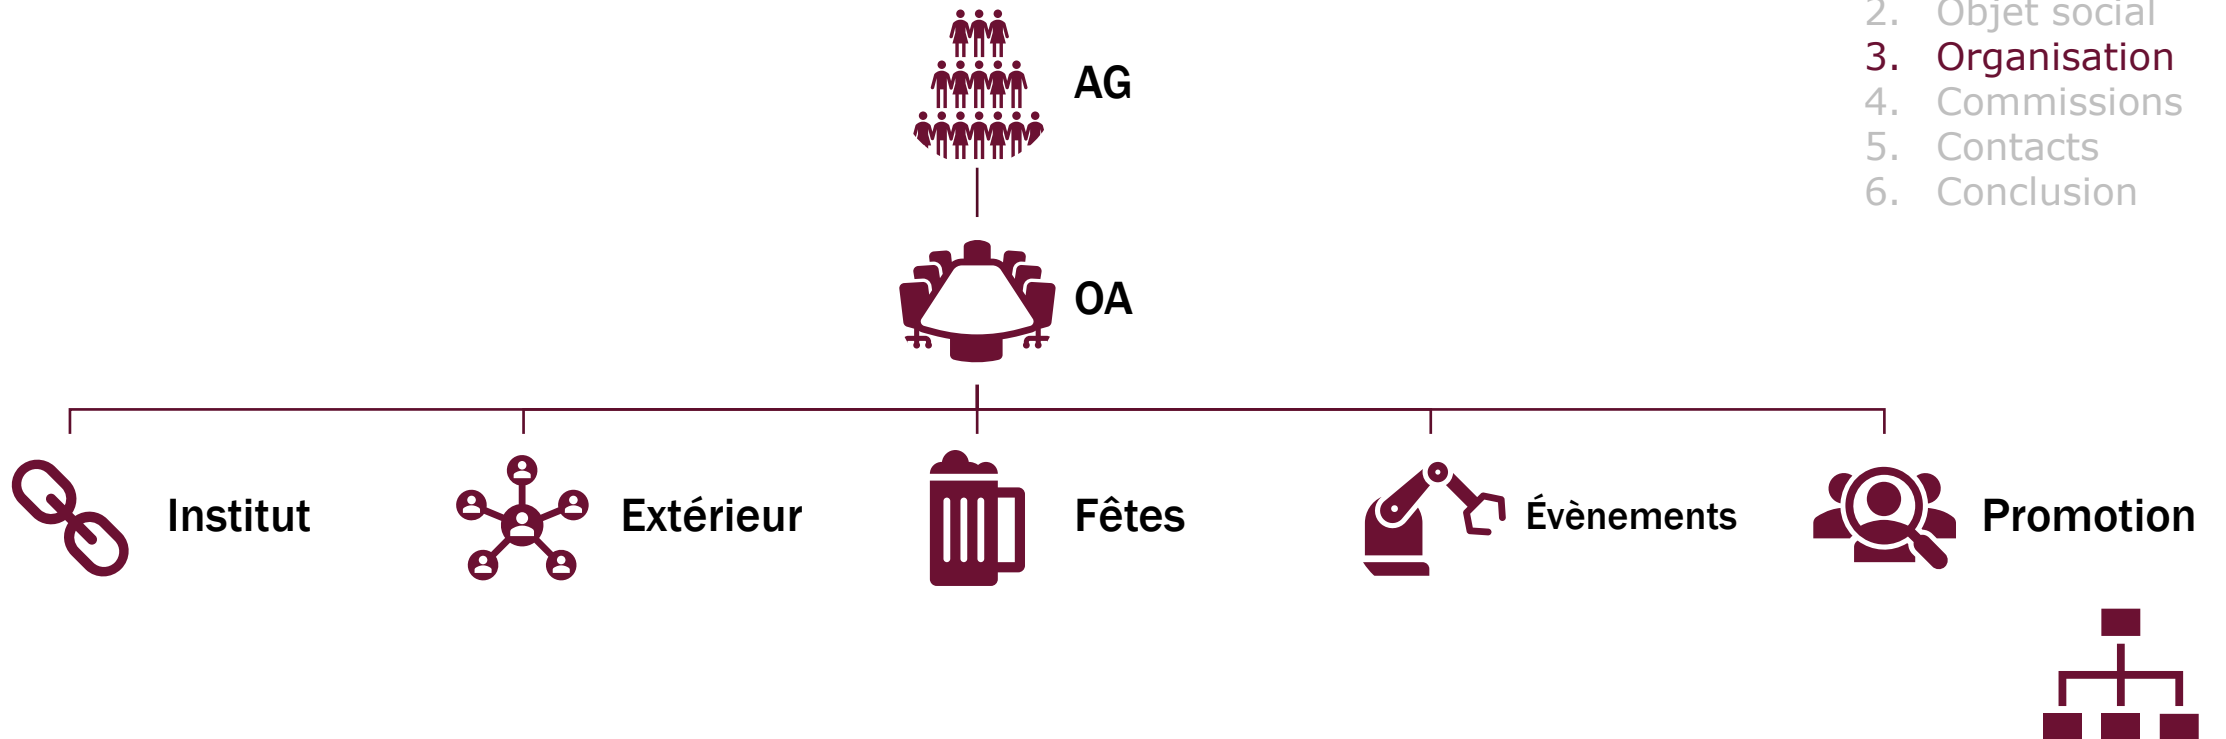 2. Objet social
3. Organisation
4. Commissions
5. Contacts
6. Conclusion
AG
OA
Institut
Extérieur
Fêtes
Évènements
Promotion